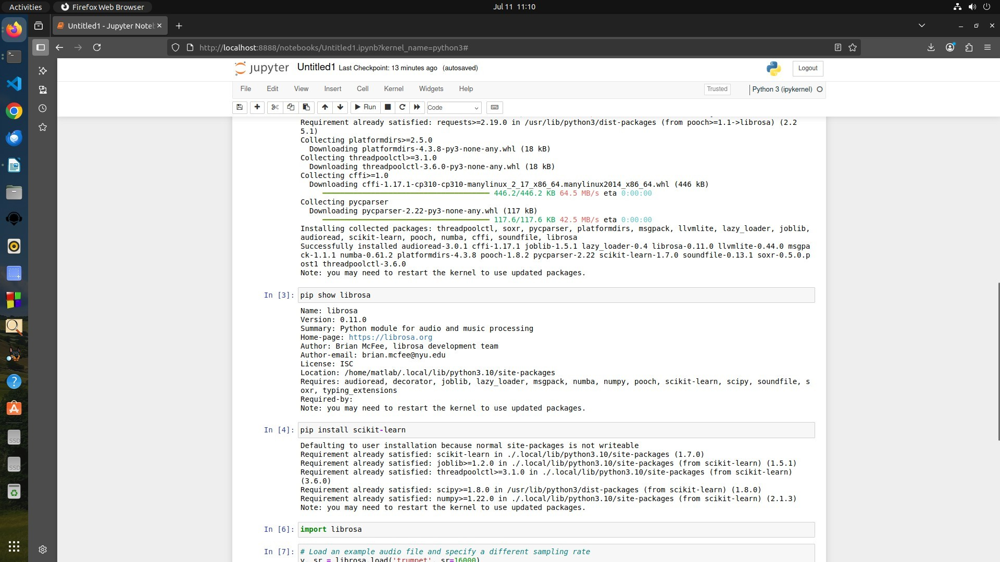 Activities
Firefox Web Browser
Jul 11 11:10
Untitled1 - Jupyter Note
http://localhost:8888/notebooks/Untitled1.ipynb?kernel_name=python3#
jupyter Untitled1 Last Checkpoint: 13 minutes ago (autosaved)
Logout
File Edit View Insert Cell Kernel Widgets Help
Trusted
Python 3 (ipykernel)
Run
Code
Requirement already satisfied: requests>=2.19.0 in /usr/lib/python3/dist-packages (from pooch>=1.1->librosa) (2.2
5.1)
Collecting platformdirs>=2.5.0
Downloading platformdirs-4.3.8-py3-none-any.whl (18 kB)
Collecting threadpoolctl>=3.1.0
Downloading threadpoolctl-3.6.0-py3-none-any.whl (18 kB)
Collecting cffi>=1.0
Downloading cffi-1.17.1-cp310-cp310-manylinux_2_17_x86_64.manylinux2014_x86_64.whl (446 kB)
446.2/446.2 KB 64.5 MB/s eta 0:00:00
Collecting pycparser
Downloading pycparser-2.22-py3-none-any.whl (117 kB)
117.6/117.6 KB 42.5 MB/s eta 0:00:00
Installing collected packages: threadpoolctl, soxr, pycparser, platformdirs, msgpack, llvmlite, lazy_loader, joblib,
audioread, scikit-learn, pooch, numba, cffi, soundfile, librosa
Successfully installed audioread-3.0.1 cffi-1.17.1 joblib-1.5.1 lazy_loader-0.4 librosa-0.11.0 llvmlite-0.44.0 msgpa
ck-1.1.1 numba-0.61.2 platformdirs-4.3.8 pooch-1.8.2 pycparser-2.22 scikit-learn-1.7.0 soundfile-0.13.1 soxr-0.5.0.p
ost1 threadpoolctl-3.6.0
Note: you may need to restart the kernel to use updated packages.
In [3]: pip show librosa
Name: librosa
Version: 0.11.0
Summary: Python module for audio and music processing
Home-page: https://librosa.org
Author: Brian McFee, librosa development team
Author-email: brian.mcfee@nyu.edu
License: ISC
Location: /home/matlab/.local/lib/python3.10/site-packages
Requires: audioread, decorator, joblib, lazy_loader, msgpack, numba, numpy, pooch, scikit-learn, scipy, soundfile, s
oxr, typing_extensions
Required-by:
Note: you may need to restart the kernel to use updated packages.
In [4]: pip install scikit-learn
Defaulting to user installation because normal site-packages is not writeable
Requirement already satisfied: scikit-learn in ./.local/lib/python3.10/site-packages (1.7.0)
Requirement already satisfied: joblib>=1.2.0 in ./.local/lib/python3.10/site-packages (from scikit-learn) (1.5.1)
Requirement already satisfied: threadpoolctl>=3.1.0 in ./.local/lib/python3.10/site-packages (from scikit-learn)
(3.6.0)
Requirement already satisfied: scipy>=1.8.0 in /usr/lib/python3/dist-packages (from scikit-learn) (1.8.0)
Requirement already satisfied: numpy>=1.22.0 in ./.local/lib/python3.10/site-packages (from scikit-learn) (2.1.3)
Note: you may need to restart the kernel to use updated packages.
In [6]: import librosa
In [7]: # Load an example audio file and specify a different sampling rate
y, sr = librosa.load('trumpet', sr=16000)
SSD
SSD